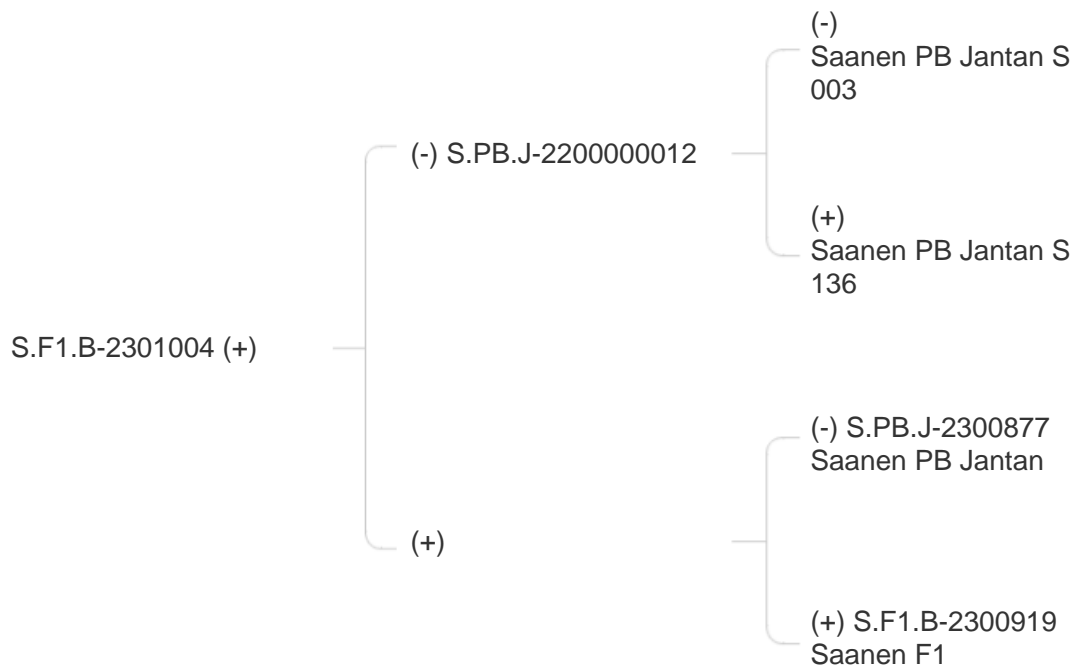 (-)
Saanen PB Jantan S
003
(-) S.PB.J-2200000012
(+)
Saanen PB Jantan S
136
S.F1.B-2301004 (+)
(-) S.PB.J-2300877
Saanen PB Jantan
(+)
(+) S.F1.B-2300919
Saanen F1